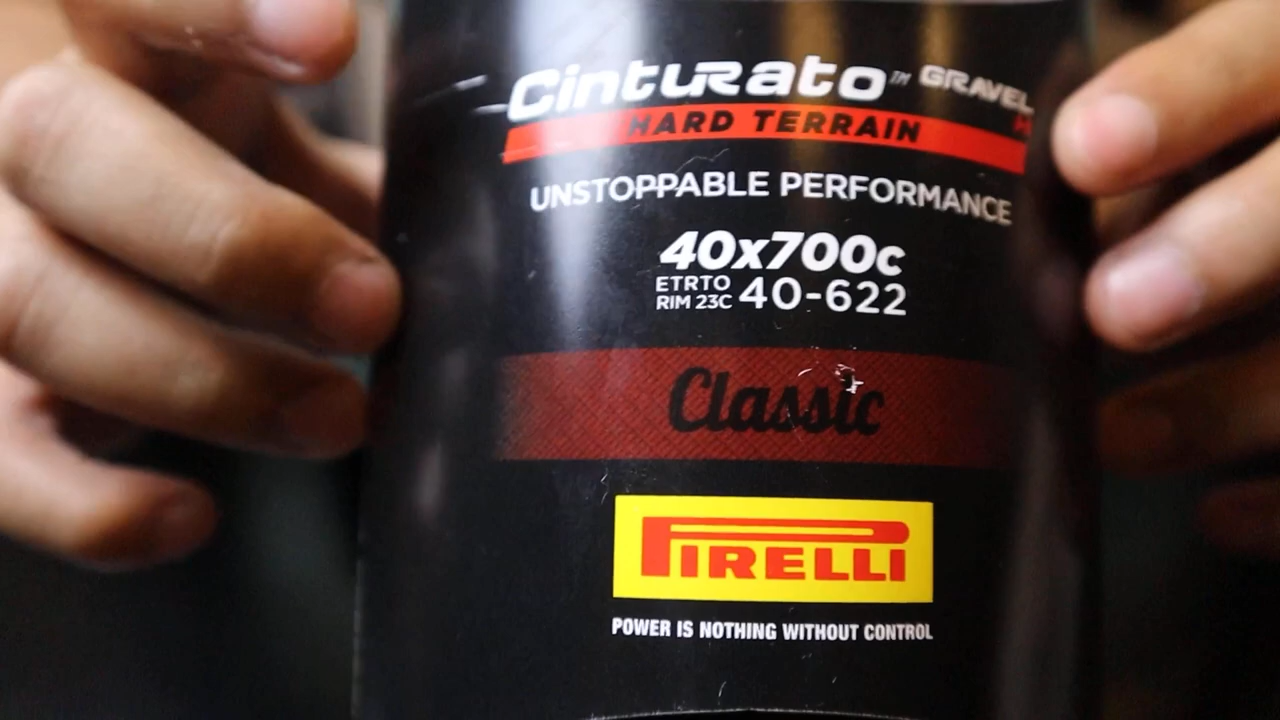 Cinturato™ GRAVEL H
HARD TERRAIN
UNSTOPPABLE PERFORMANCE
40x700c
ETRTO
RIM 23C 40-622
Classic
PIRELLI
POWER IS NOTHING WITHOUT CONTROL